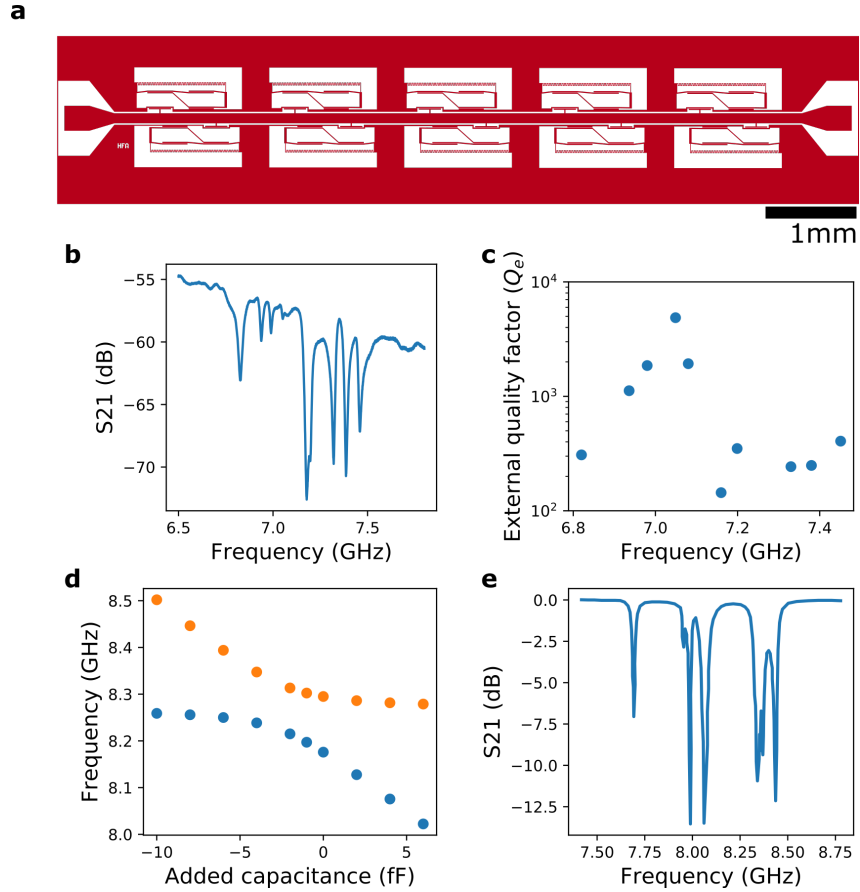 a
HFA
1mm
b
−55
−60
−65
−70
S21 (dB)
6.5 7.0 7.5
Frequency (GHz)
c
10^4
10^3
10^2
External quality factor (Q_e)
6.8 7.0 7.2 7.4
Frequency (GHz)
d
8.5
8.4
8.3
8.2
8.1
8.0
Frequency (GHz)
−10 −5 0 5
Added capacitance (fF)
e
0.0
−2.5
−5.0
−7.5
−10.0
−12.5
S21 (dB)
7.50 7.75 8.00 8.25 8.50 8.75
Frequency (GHz)